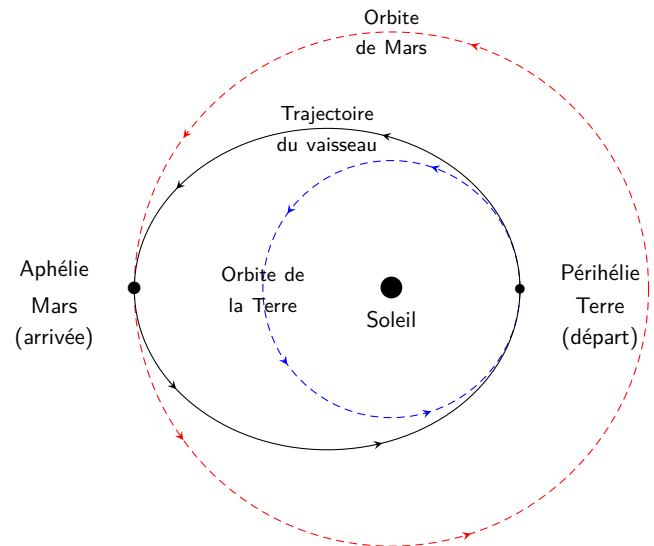 Orbite
de Mars
Trajectoire
du vaisseau
Aphélie
Mars
(arrivée)
Orbite de
la Terre
Soleil
Périhélie
Terre
(départ)